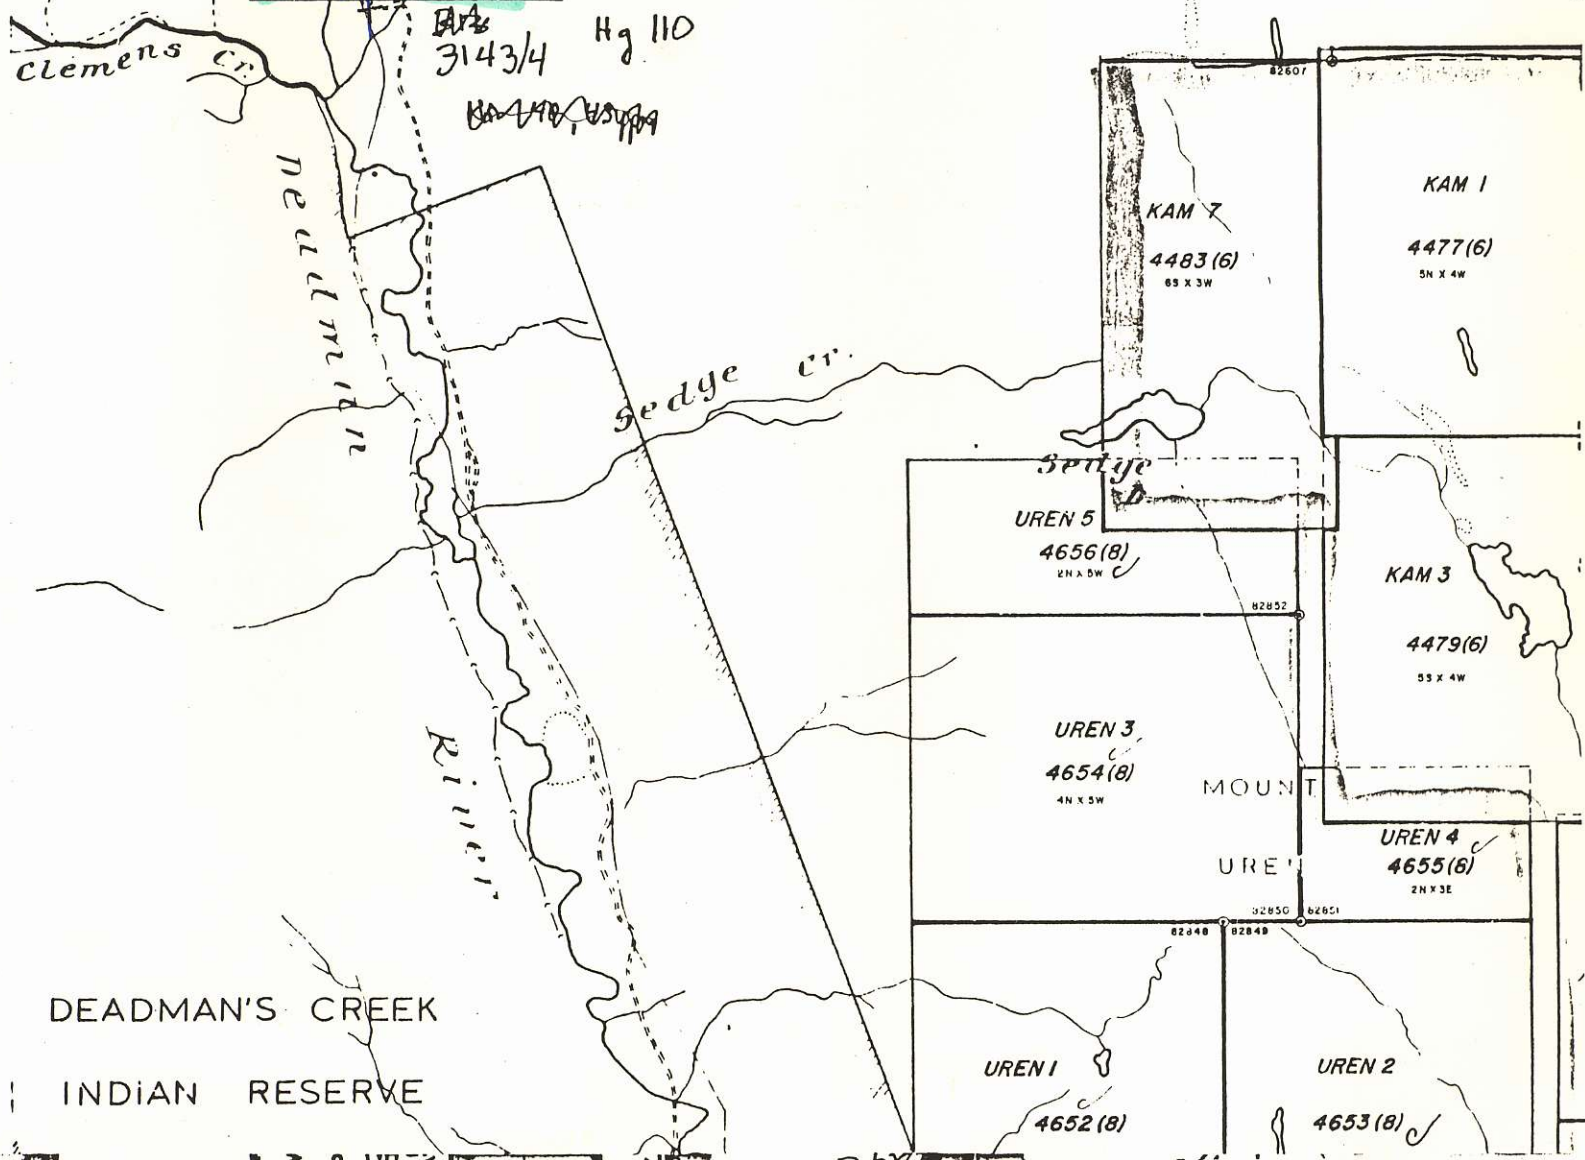 Hg 110
3143/4
Clemens Cr.
Deadman
River
Sedge Cr.
Sedge
82607
KAM 7
4483(6)
6S X 3W
KAM 1
4477(6)
5N X 4W
UREN 5
4656(8)
2N X 5W
82852
KAM 3
4479(6)
5S X 4W
UREN 3
4654(8)
4N X 5W
MOUNT
UREN 4
4655(8)
2N X 3E
82850 82851
82848 82849
DEADMAN'S CREEK
INDIAN RESERVE
UREN 1
4652(8)
UREN 2
4653(8)